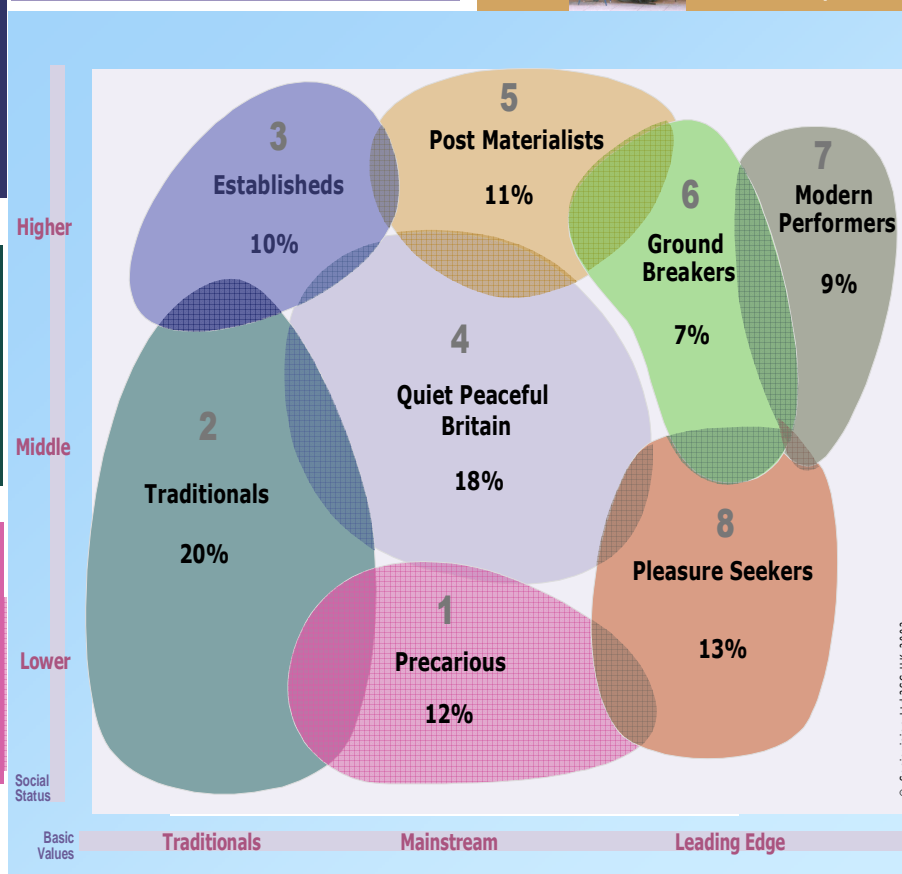 3
Establisheds
10%
5
Post Materialists
11%
6
Ground
Breakers
7%
7
Modern
Performers
9%
4
Quiet Peaceful
Britain
18%
2
Traditionals
20%
8
Pleasure Seekers
13%
1
Precarious
12%
Higher
Middle
Lower
Social
Status
Basic
Values
Traditionals
Mainstream
Leading Edge